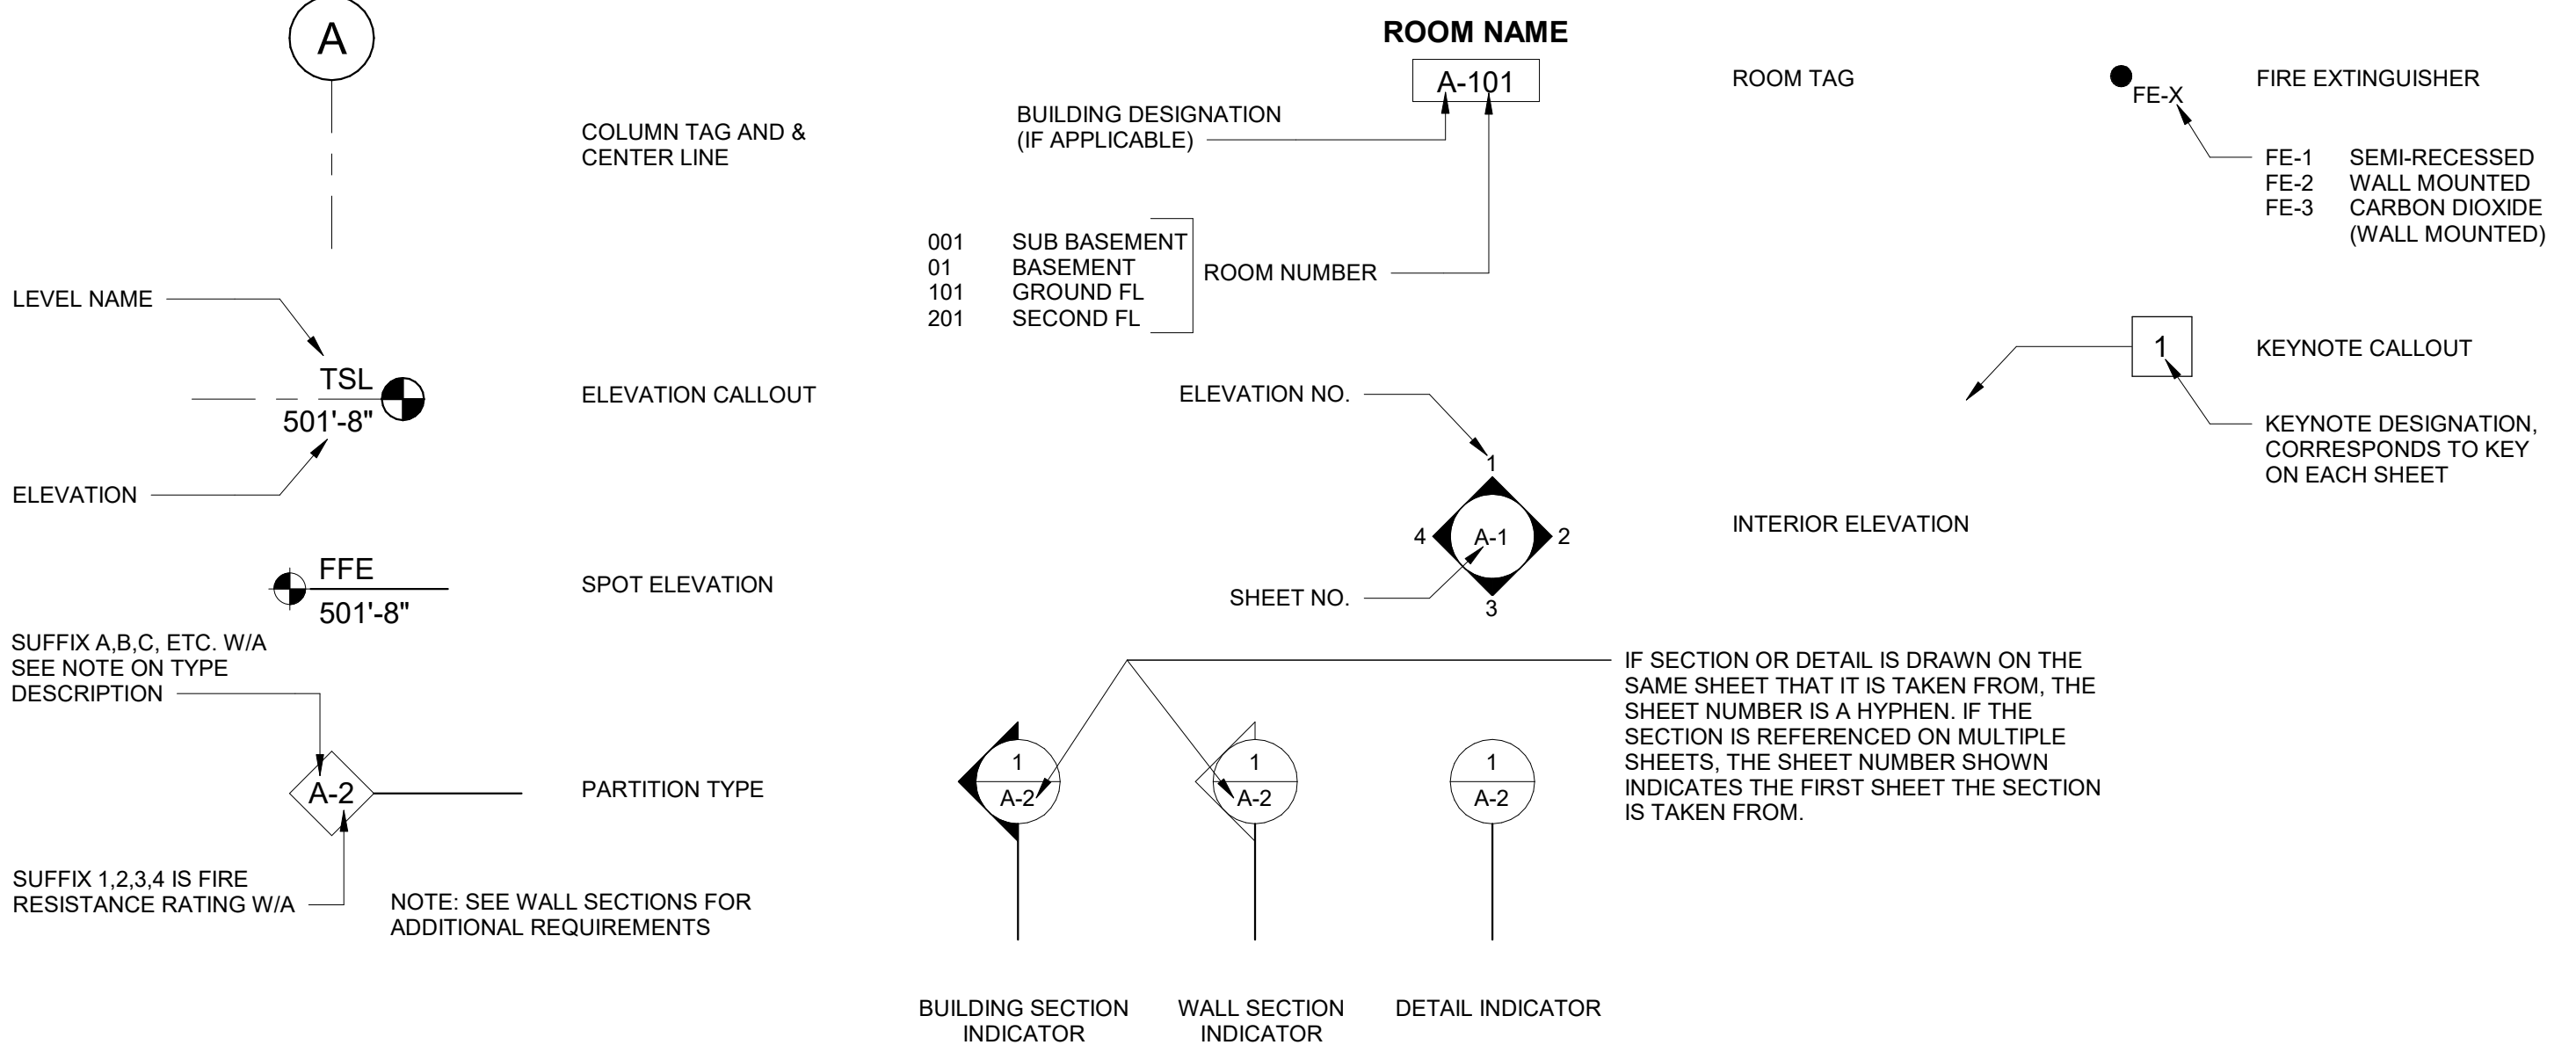 A
COLUMN TAG AND &
CENTER LINE
LEVEL NAME
TSL
501'-8"
ELEVATION CALLOUT
ELEVATION
FFE
501'-8"
SPOT ELEVATION
SUFFIX A,B,C, ETC. W/A
SEE NOTE ON TYPE
DESCRIPTION
A-2
PARTITION TYPE
SUFFIX 1,2,3,4 IS FIRE
RESISTANCE RATING W/A
NOTE: SEE WALL SECTIONS FOR
ADDITIONAL REQUIREMENTS
ROOM NAME
A-101
ROOM TAG
BUILDING DESIGNATION
(IF APPLICABLE)
001 SUB BASEMENT
01 BASEMENT
101 GROUND FL
201 SECOND FL
ROOM NUMBER
ELEVATION NO.
1
4
A-1
2
3
INTERIOR ELEVATION
SHEET NO.
IF SECTION OR DETAIL IS DRAWN ON THE
SAME SHEET THAT IT IS TAKEN FROM, THE
SHEET NUMBER IS A HYPHEN. IF THE
SECTION IS REFERENCED ON MULTIPLE
SHEETS, THE SHEET NUMBER SHOWN
INDICATES THE FIRST SHEET THE SECTION
IS TAKEN FROM.
1
A-2
BUILDING SECTION
INDICATOR
1
A-2
WALL SECTION
INDICATOR
1
A-2
DETAIL INDICATOR
FE-X
FIRE EXTINGUISHER
FE-1 SEMI-RECESSED
FE-2 WALL MOUNTED
FE-3 CARBON DIOXIDE
(WALL MOUNTED)
1
KEYNOTE CALLOUT
KEYNOTE DESIGNATION,
CORRESPONDS TO KEY
ON EACH SHEET